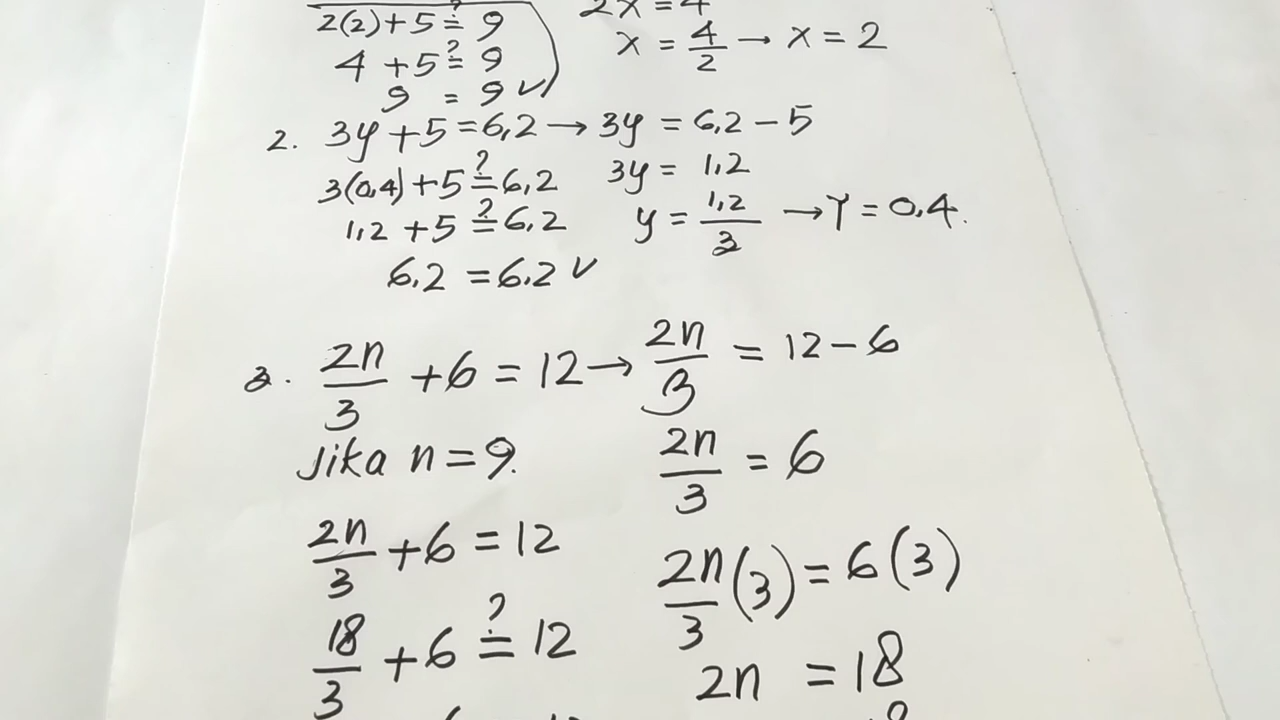 2(2)+5 ≟ 9
4 +5 ≟ 9
9 = 9 ✓
2x = 4
x = 4/2 → x = 2
2. 3y + 5 = 6,2 → 3y = 6,2 − 5
3(0,4) + 5 ≟ 6,2
3y = 1,2
1,2 + 5 ≟ 6,2
y = 1,2/3 → Y = 0,4.
6,2 = 6,2 ✓
3. 2n/3 + 6 = 12 → 2n/3 = 12 − 6
Jika n = 9.
2n/3 = 6
2n/3 + 6 = 12
2n/3 (3) = 6 (3)
18/3 + 6 ≟ 12
2n = 18